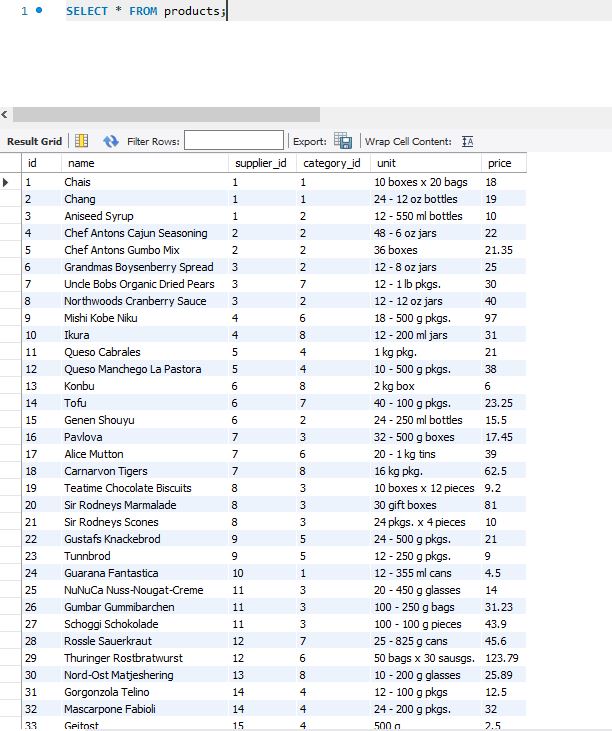 1 SELECT * FROM products;
Result Grid Filter Rows: Export: Wrap Cell Content: IA
id name supplier_id category_id unit price
1 Chais 1 1 10 boxes x 20 bags 18
2 Chang 1 1 24 - 12 oz bottles 19
3 Aniseed Syrup 1 2 12 - 550 ml bottles 10
4 Chef Antons Cajun Seasoning 2 2 48 - 6 oz jars 22
5 Chef Antons Gumbo Mix 2 2 36 boxes 21.35
6 Grandmas Boysenberry Spread 3 2 12 - 8 oz jars 25
7 Uncle Bobs Organic Dried Pears 3 7 12 - 1 lb pkgs. 30
8 Northwoods Cranberry Sauce 3 2 12 - 12 oz jars 40
9 Mishi Kobe Niku 4 6 18 - 500 g pkgs. 97
10 Ikura 4 8 12 - 200 ml jars 31
11 Queso Cabrales 5 4 1 kg pkg. 21
12 Queso Manchego La Pastora 5 4 10 - 500 g pkgs. 38
13 Konbu 6 8 2 kg box 6
14 Tofu 6 7 40 - 100 g pkgs. 23.25
15 Genen Shouyu 6 2 24 - 250 ml bottles 15.5
16 Pavlova 7 3 32 - 500 g boxes 17.45
17 Alice Mutton 7 6 20 - 1 kg tins 39
18 Carnarvon Tigers 7 8 16 kg pkg. 62.5
19 Teatime Chocolate Biscuits 8 3 10 boxes x 12 pieces 9.2
20 Sir Rodneys Marmalade 8 3 30 gift boxes 81
21 Sir Rodneys Scones 8 3 24 pkgs. x 4 pieces 10
22 Gustafs Knackebrod 9 5 24 - 500 g pkgs. 21
23 Tunnbrod 9 5 12 - 250 g pkgs. 9
24 Guarana Fantastica 10 1 12 - 355 ml cans 4.5
25 NuNuCa Nuss-Nougat-Creme 11 3 20 - 450 g glasses 14
26 Gumbar Gummibarchen 11 3 100 - 250 g bags 31.23
27 Schoggi Schokolade 11 3 100 - 100 g pieces 43.9
28 Rossle Sauerkraut 12 7 25 - 825 g cans 45.6
29 Thuringer Rostbratwurst 12 6 50 bags x 30 sausgs. 123.79
30 Nord-Ost Matjeshering 13 8 10 - 200 g glasses 25.89
31 Gorgonzola Telino 14 4 12 - 100 g pkgs 12.5
32 Mascarpone Fabioli 14 4 24 - 200 g pkgs. 32
33 Geitost 15 4 500 g 2.5